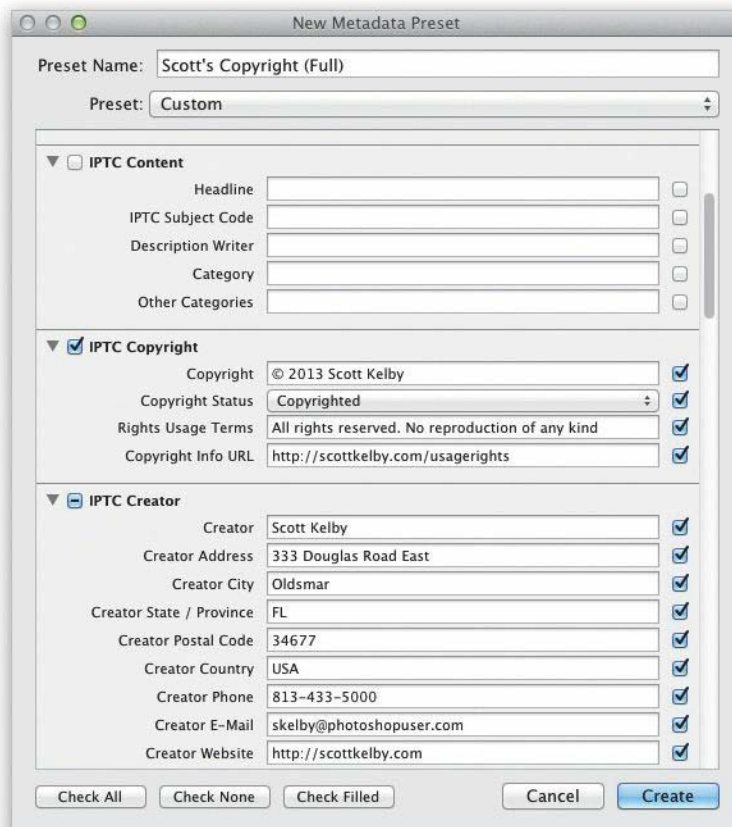 New Metadata Preset
Preset Name: Scott's Copyright (Full)
Preset: Custom
IPTC Content
Headline
IPTC Subject Code
Description Writer
Category
Other Categories
IPTC Copyright
Copyright © 2013 Scott Kelby
Copyright Status Copyrighted
Rights Usage Terms All rights reserved. No reproduction of any kind
Copyright Info URL http://scottkelby.com/usagerights
IPTC Creator
Creator Scott Kelby
Creator Address 333 Douglas Road East
Creator City Oldsmar
Creator State / Province FL
Creator Postal Code 34677
Creator Country USA
Creator Phone 813-433-5000
Creator E-Mail skelby@photoshopuser.com
Creator Website http://scottkelby.com
Check All Check None Check Filled Cancel Create